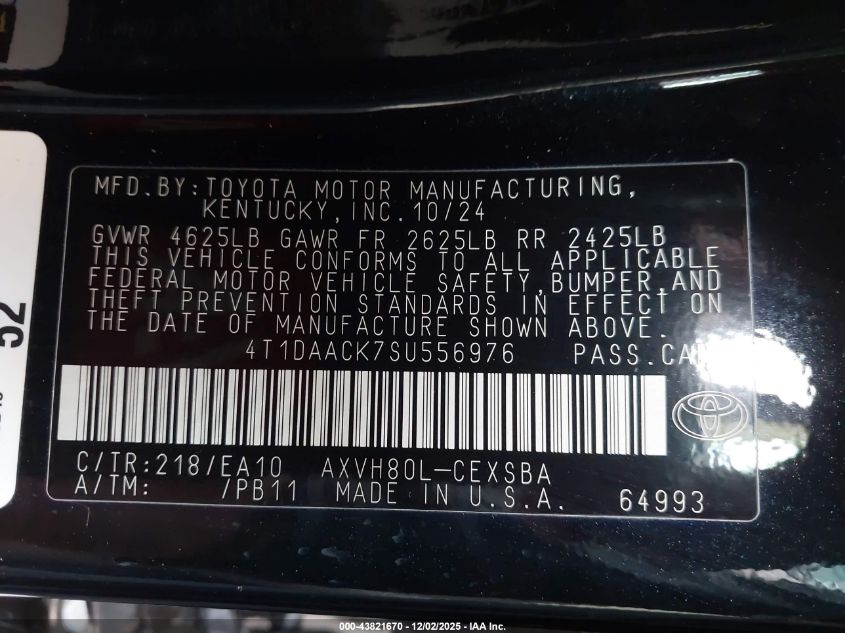 MFD.BY:TOYOTA MOTOR MANUFACTURING,
KENTUCKY,INC.10/24
GVWR 4625LB GAWR FR 2625LB RR 2425LB
THIS VEHICLE CONFORMS TO ALL APPLICABLE
FEDERAL MOTOR VEHICLE SAFETY,BUMPER,AND
THEFT PREVENTION STANDARDS IN EFFECT ON
THE DATE OF MANUFACTURE SHOWN ABOVE.
4T1DAACK7SU556976 PASS.CAR
C/TR:218/EA10 AXVH80L-CEXSBA
A/TM: /PB11 MADE IN U.S.A. 64993
52
000-43821670 - 12/02/2025 - IAA Inc.